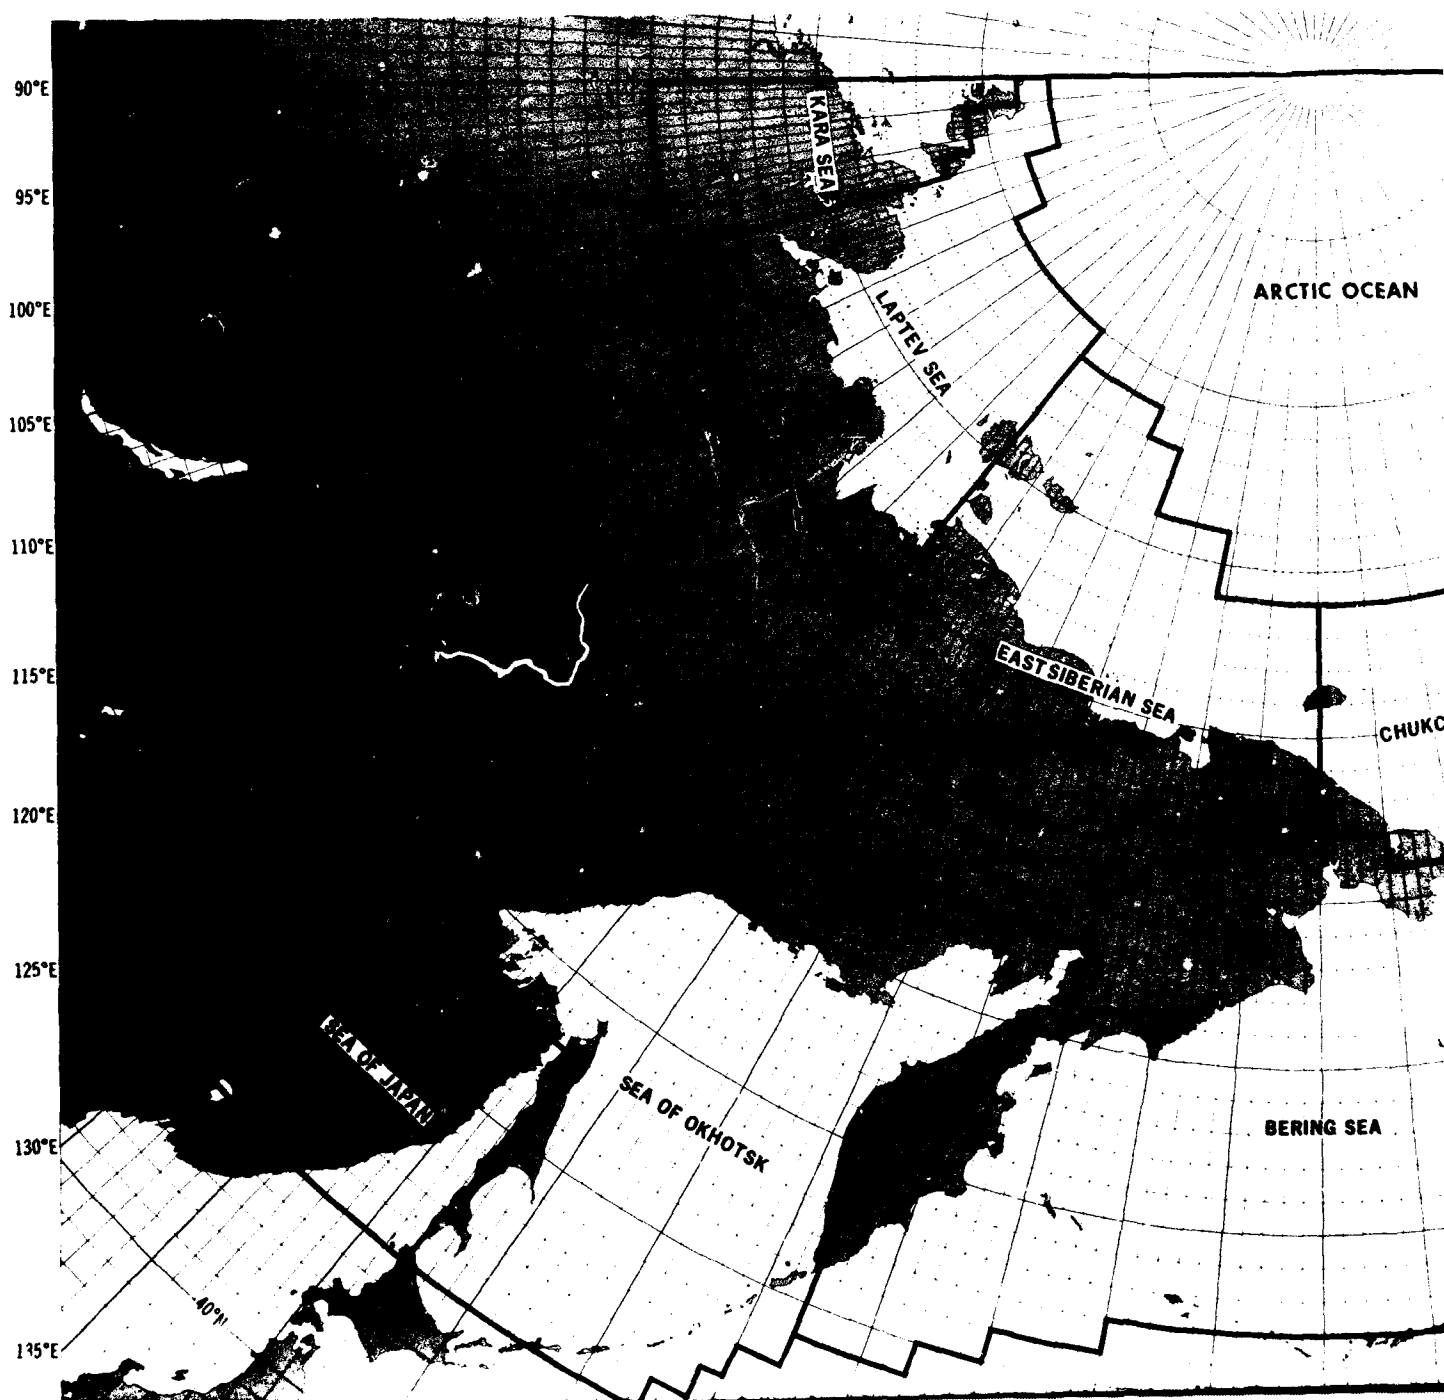 90°E
KARA SEA
95°E
ARCTIC OCEAN
100°E
LAPTEV SEA
105°E
110°E
115°E
EAST SIBERIAN SEA
CHUKC
120°E
125°E
SEA OF JAPAN
SEA OF OKHOTSK
BERING SEA
130°E
40°N
135°E